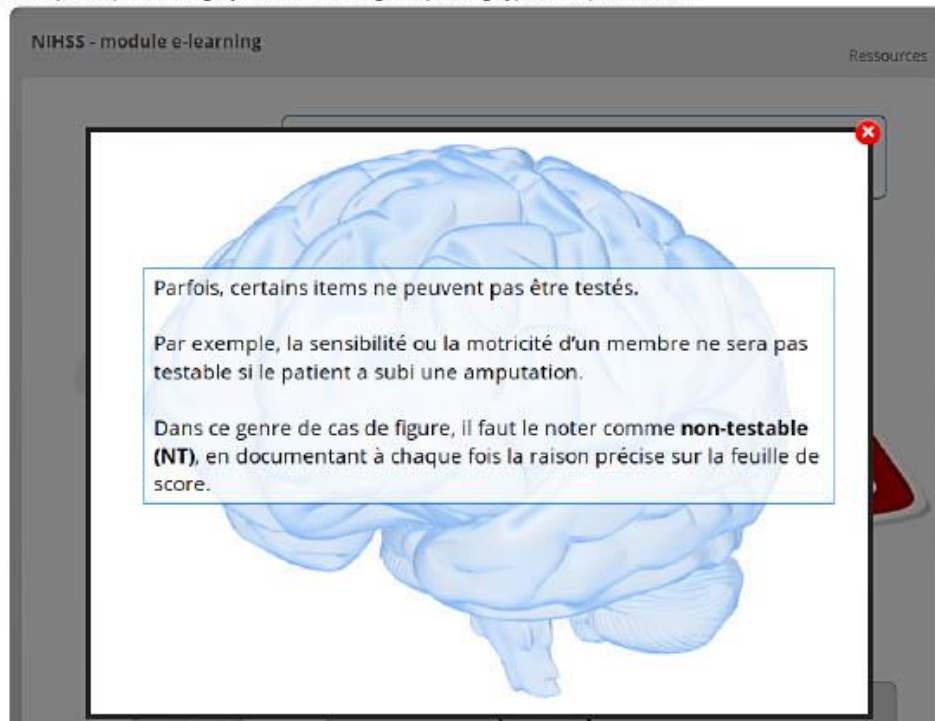 NIHSS - module e-learning
Ressources
Parfois, certains items ne peuvent pas être testés.
Par exemple, la sensibilité ou la motricité d'un membre ne sera pas
testable si le patient a subi une amputation.
Dans ce genre de cas de figure, il faut le noter comme non-testable
(NT), en documentant à chaque fois la raison précise sur la feuille de
score.